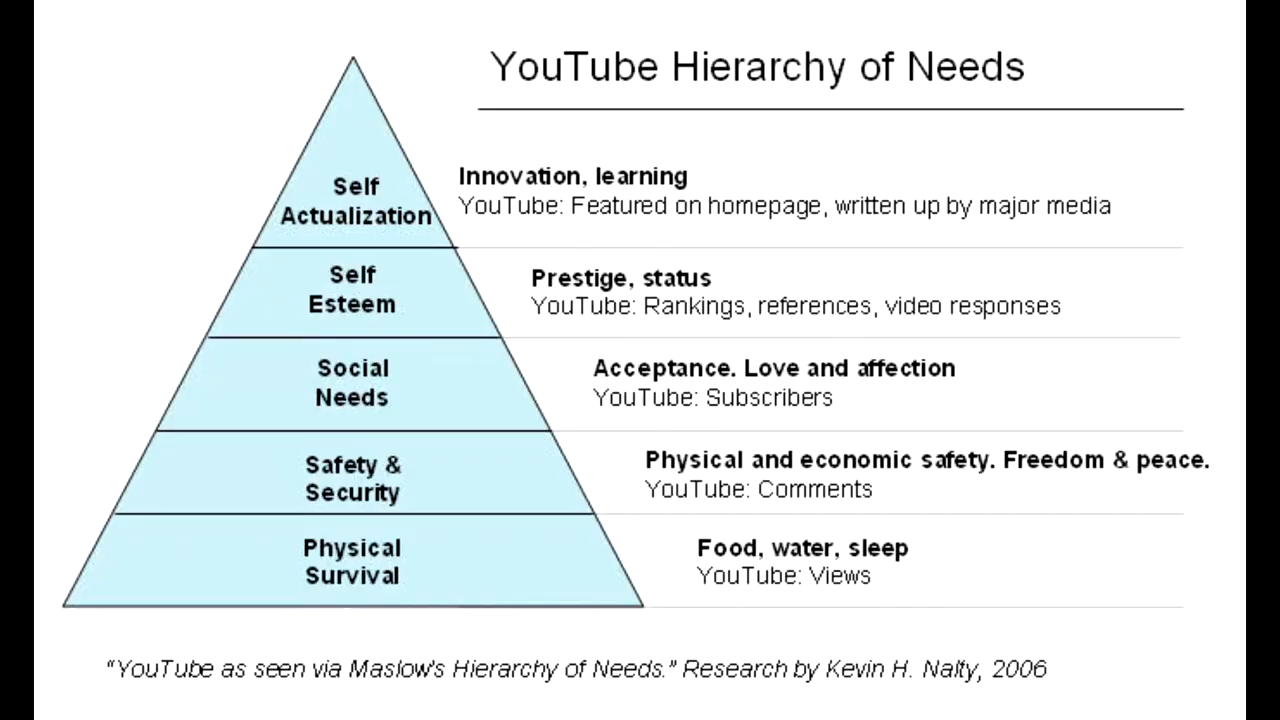 YouTube Hierarchy of Needs
Self
Actualization
Innovation, learning
YouTube: Featured on homepage, written up by major media
Self
Esteem
Prestige, status
YouTube: Rankings, references, video responses
Social
Needs
Acceptance. Love and affection
YouTube: Subscribers
Safety &
Security
Physical and economic safety. Freedom & peace.
YouTube: Comments
Physical
Survival
Food, water, sleep
YouTube: Views
"YouTube as seen via Maslow's Hierarchy of Needs." Research by Kevin H. Nalty, 2006